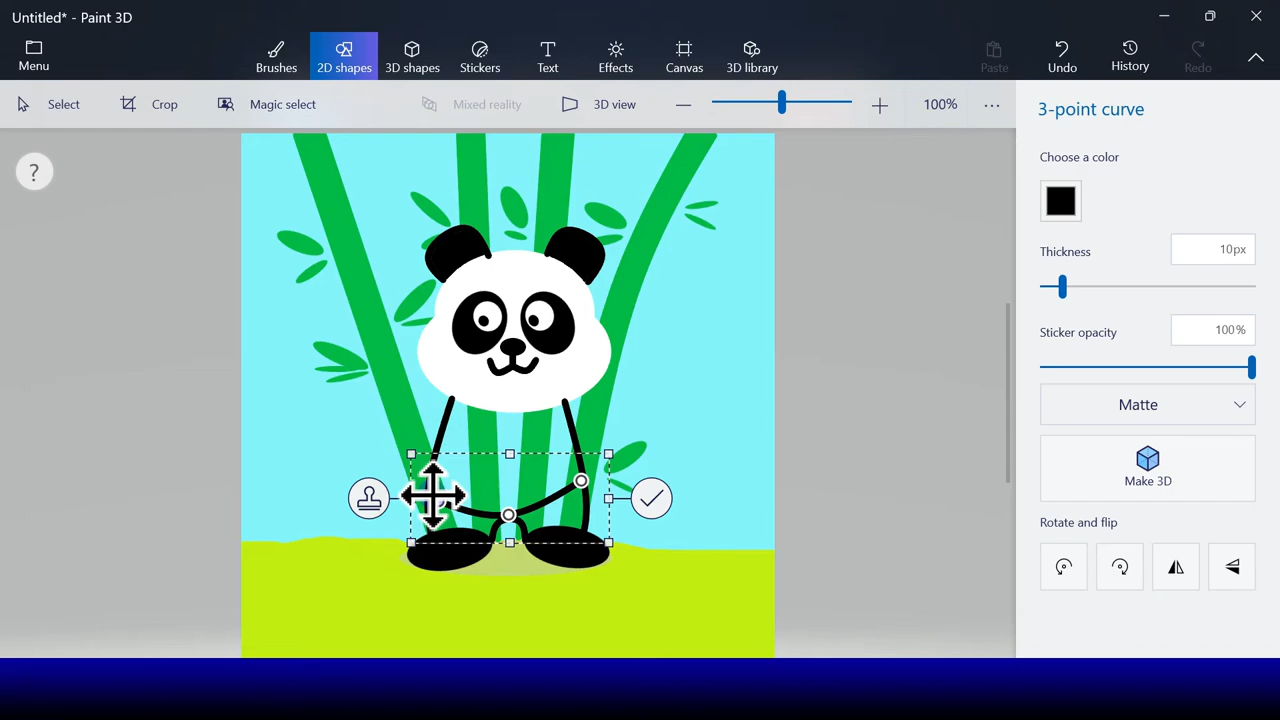 Untitled* - Paint 3D
Menu
Brushes
2D shapes
3D shapes
Stickers
Text
Effects
Canvas
3D library
Paste
Undo
History
Redo
Select
Crop
Magic select
Mixed reality
3D view
100%
?
3-point curve
Choose a color
Thickness
10px
Sticker opacity
100%
Matte
Make 3D
Rotate and flip